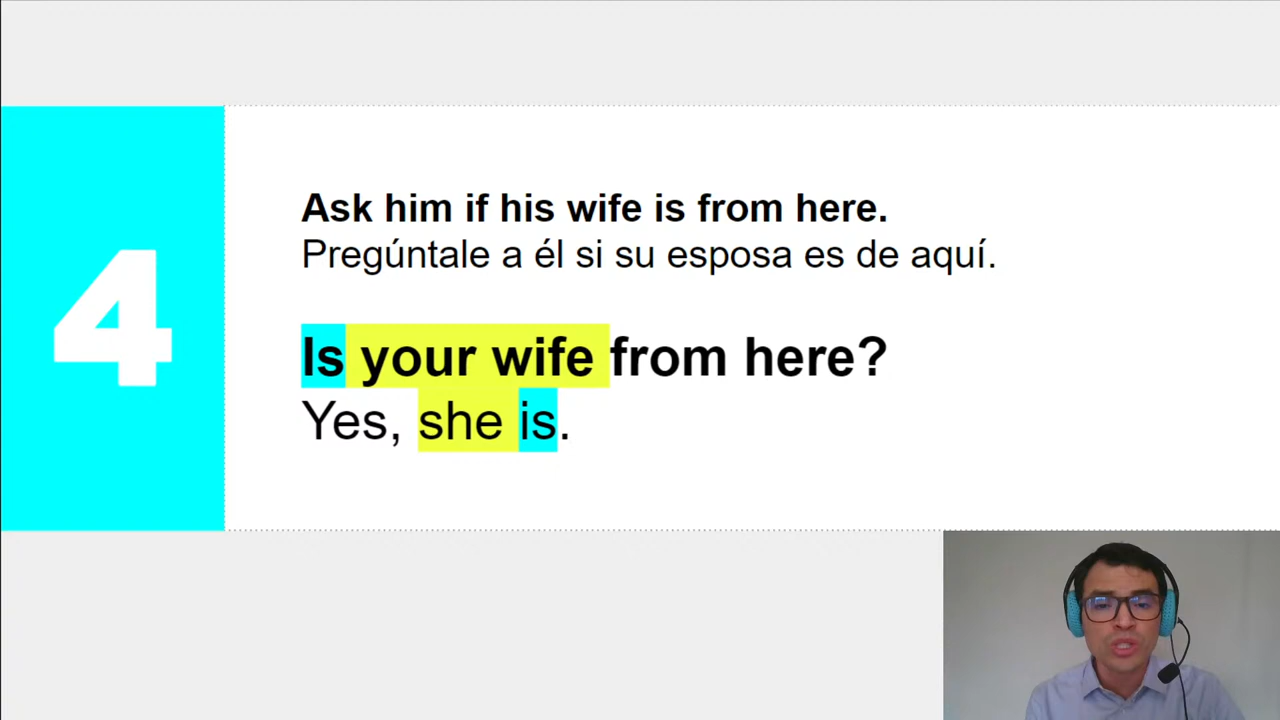 4
Ask him if his wife is from here.
Pregúntale a él si su esposa es de aquí.
Is your wife from here?
Yes, she is.